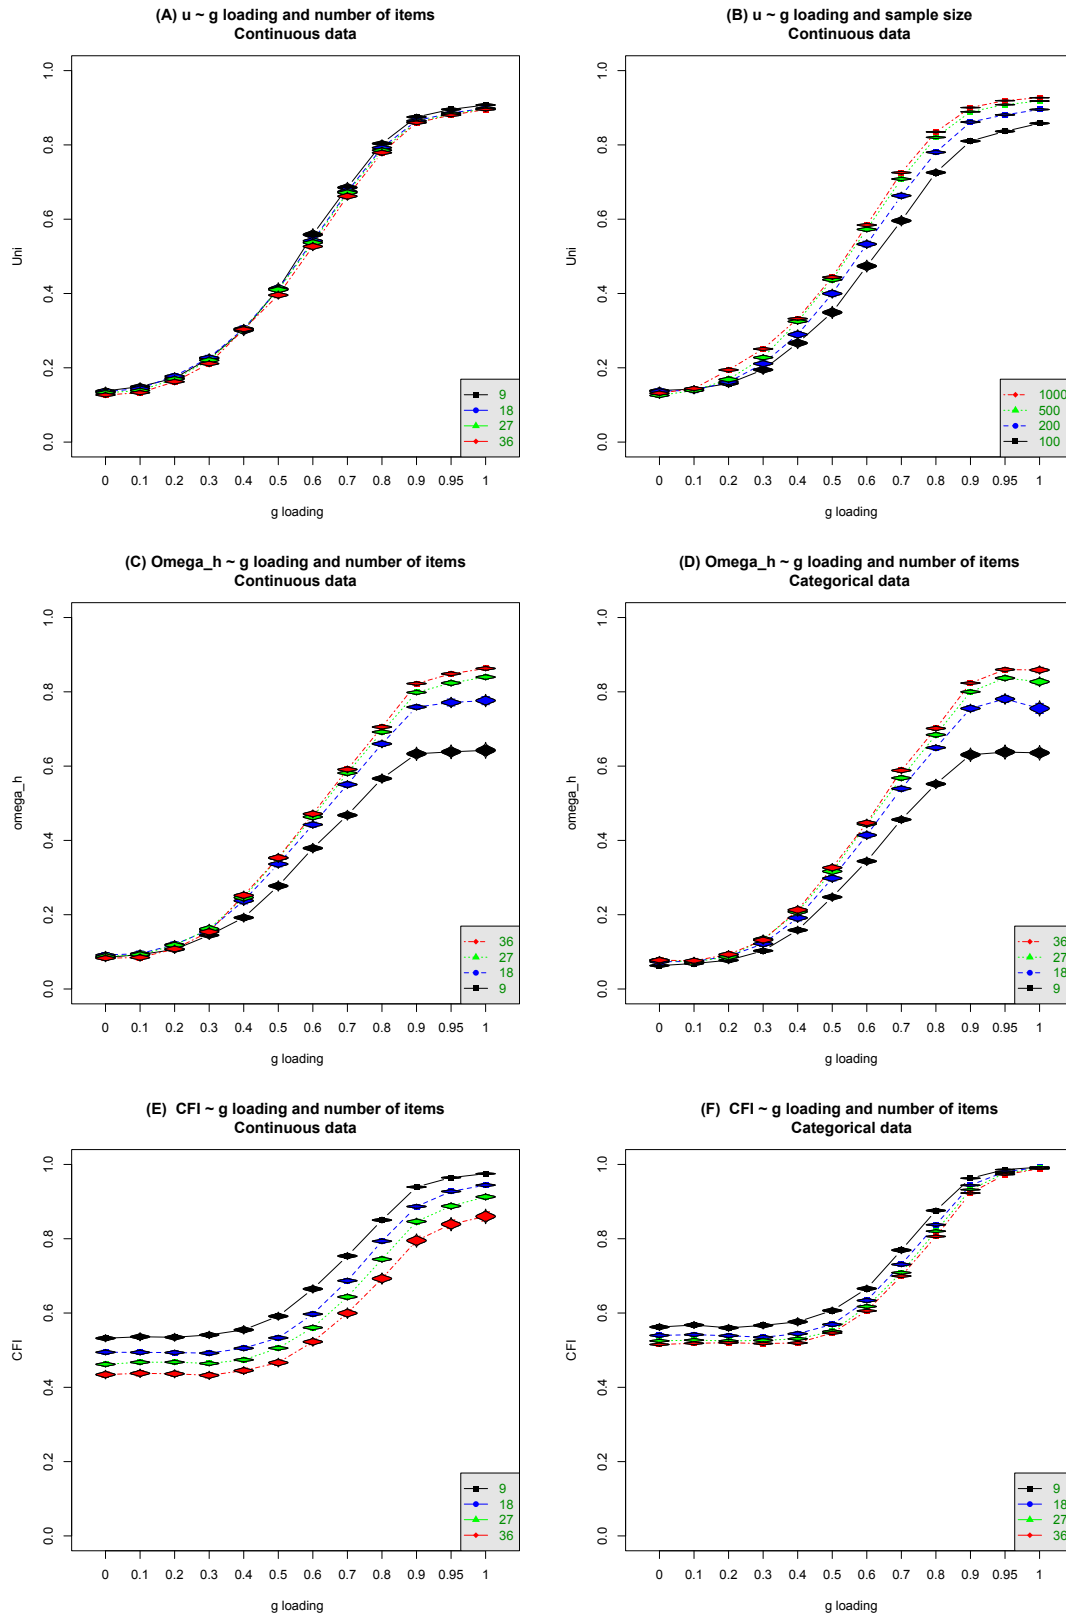 (A) u ~ g loading and number of items
Continuous data
Uni
1.0
0.8
0.6
0.4
0.2
0.0
9
18
27
36
0 0.1 0.2 0.3 0.4 0.5 0.6 0.7 0.8 0.9 0.95 1
g loading
(B) u ~ g loading and sample size
Continuous data
Uni
1.0
0.8
0.6
0.4
0.2
0.0
1000
500
200
100
0 0.1 0.2 0.3 0.4 0.5 0.6 0.7 0.8 0.9 0.95 1
g loading
(C) Omega_h ~ g loading and number of items
Continuous data
omega_h
1.0
0.8
0.6
0.4
0.2
0.0
36
27
18
9
0 0.1 0.2 0.3 0.4 0.5 0.6 0.7 0.8 0.9 0.95 1
g loading
(D) Omega_h ~ g loading and number of items
Categorical data
omega_h
1.0
0.8
0.6
0.4
0.2
0.0
36
27
18
9
0 0.1 0.2 0.3 0.4 0.5 0.6 0.7 0.8 0.9 0.95 1
g loading
(E) CFI ~ g loading and number of items
Continuous data
CFI
1.0
0.8
0.6
0.4
0.2
0.0
9
18
27
36
0 0.1 0.2 0.3 0.4 0.5 0.6 0.7 0.8 0.9 0.95 1
g loading
(F) CFI ~ g loading and number of items
Categorical data
CFI
1.0
0.8
0.6
0.4
0.2
0.0
9
18
27
36
0 0.1 0.2 0.3 0.4 0.5 0.6 0.7 0.8 0.9 0.95 1
g loading